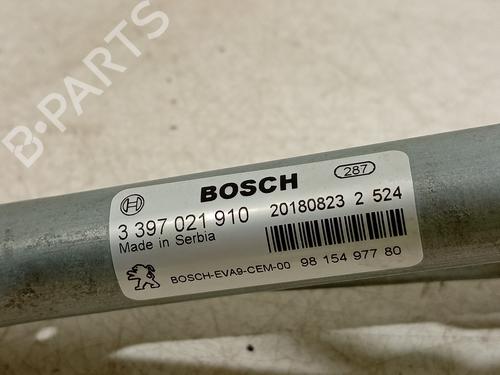 B-PARTS
BOSCH
287
3 397 021 910
20180823 2 524
Made in Serbia
BOSCH-EVA9-CEM-00
98 154 977 80